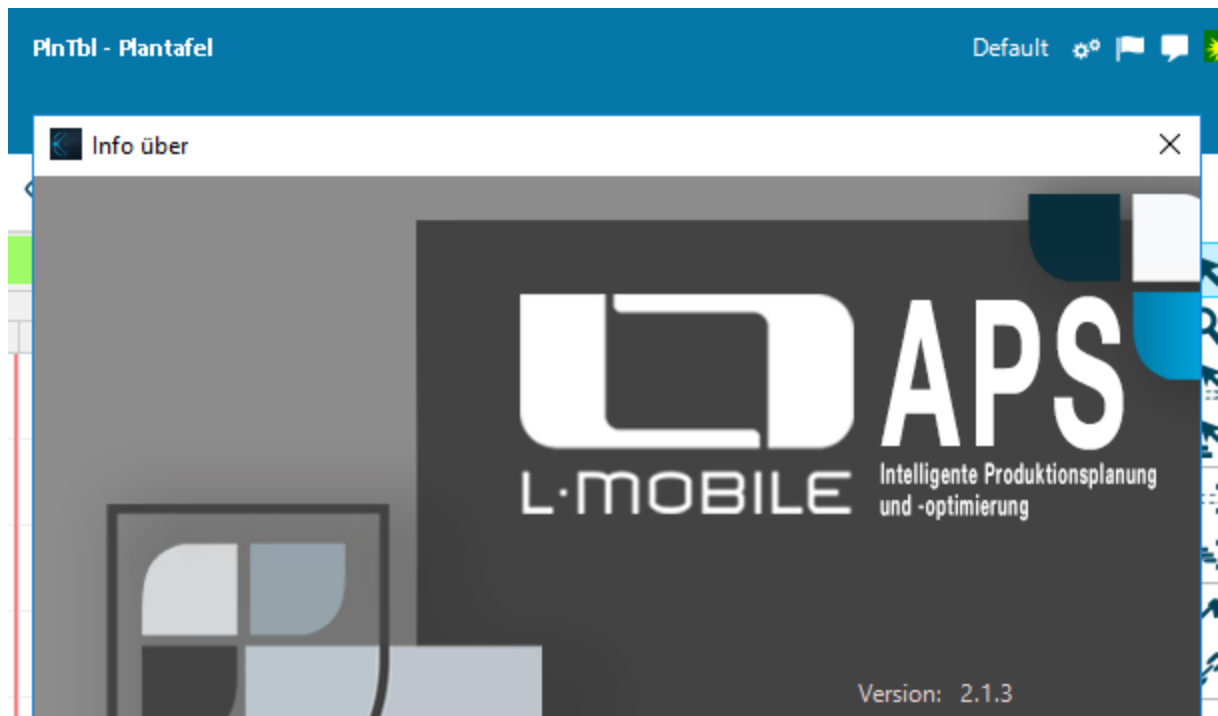 PlnTbl - Plantafel
Default
Info über
L·MOBILE
APS
Intelligente Produktionsplanung
und -optimierung
Version: 2.1.3